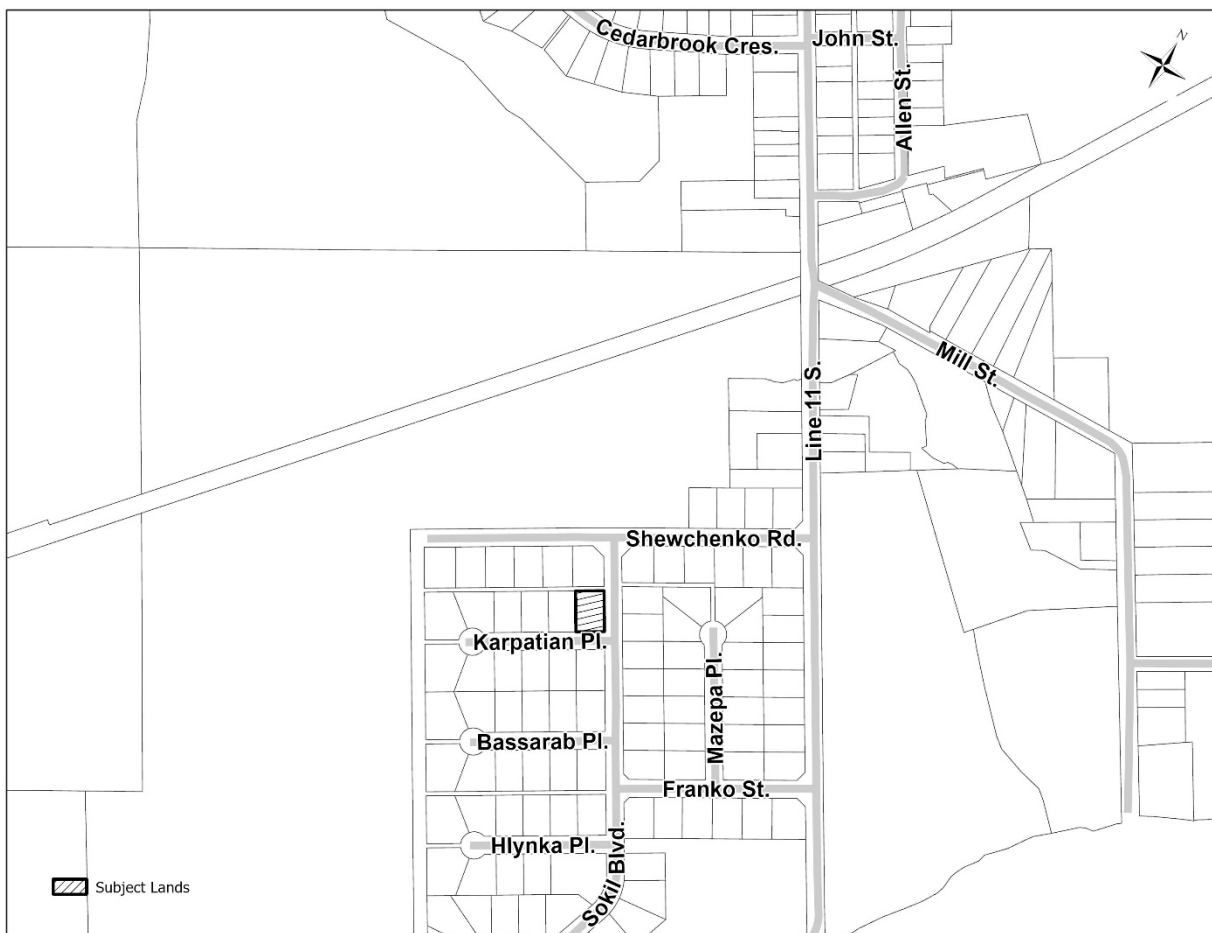 Cedarbrook Cres.
John St.
N
Allen St.
Mill St.
Line 11 S.
Shewchenko Rd.
Karpatian Pl.
Mazepa Pl.
Bassarab Pl.
Franko St.
Hlynka Pl.
Sokil Blvd.
Subject Lands